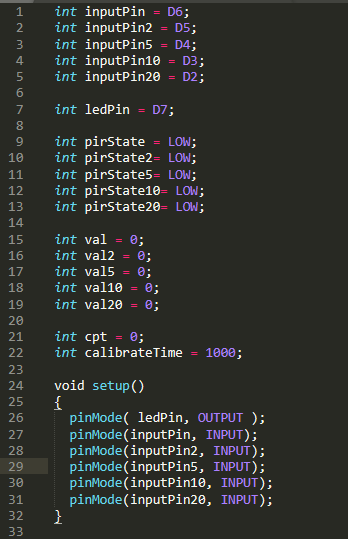 1 int inputPin = D6;
2 int inputPin2 = D5;
3 int inputPin5 = D4;
4 int inputPin10 = D3;
5 int inputPin20 = D2;
6
7 int ledPin = D7;
8
9 int pirState = LOW;
10 int pirState2= LOW;
11 int pirState5= LOW;
12 int pirState10= LOW;
13 int pirState20= LOW;
14
15 int val = 0;
16 int val2 = 0;
17 int val5 = 0;
18 int val10 = 0;
19 int val20 = 0;
20
21 int cpt = 0;
22 int calibrateTime = 1000;
23
24 void setup()
25 {
26   pinMode( ledPin, OUTPUT );
27   pinMode(inputPin, INPUT);
28   pinMode(inputPin2, INPUT);
29   pinMode(inputPin5, INPUT);
30   pinMode(inputPin10, INPUT);
31   pinMode(inputPin20, INPUT);
32 }
33